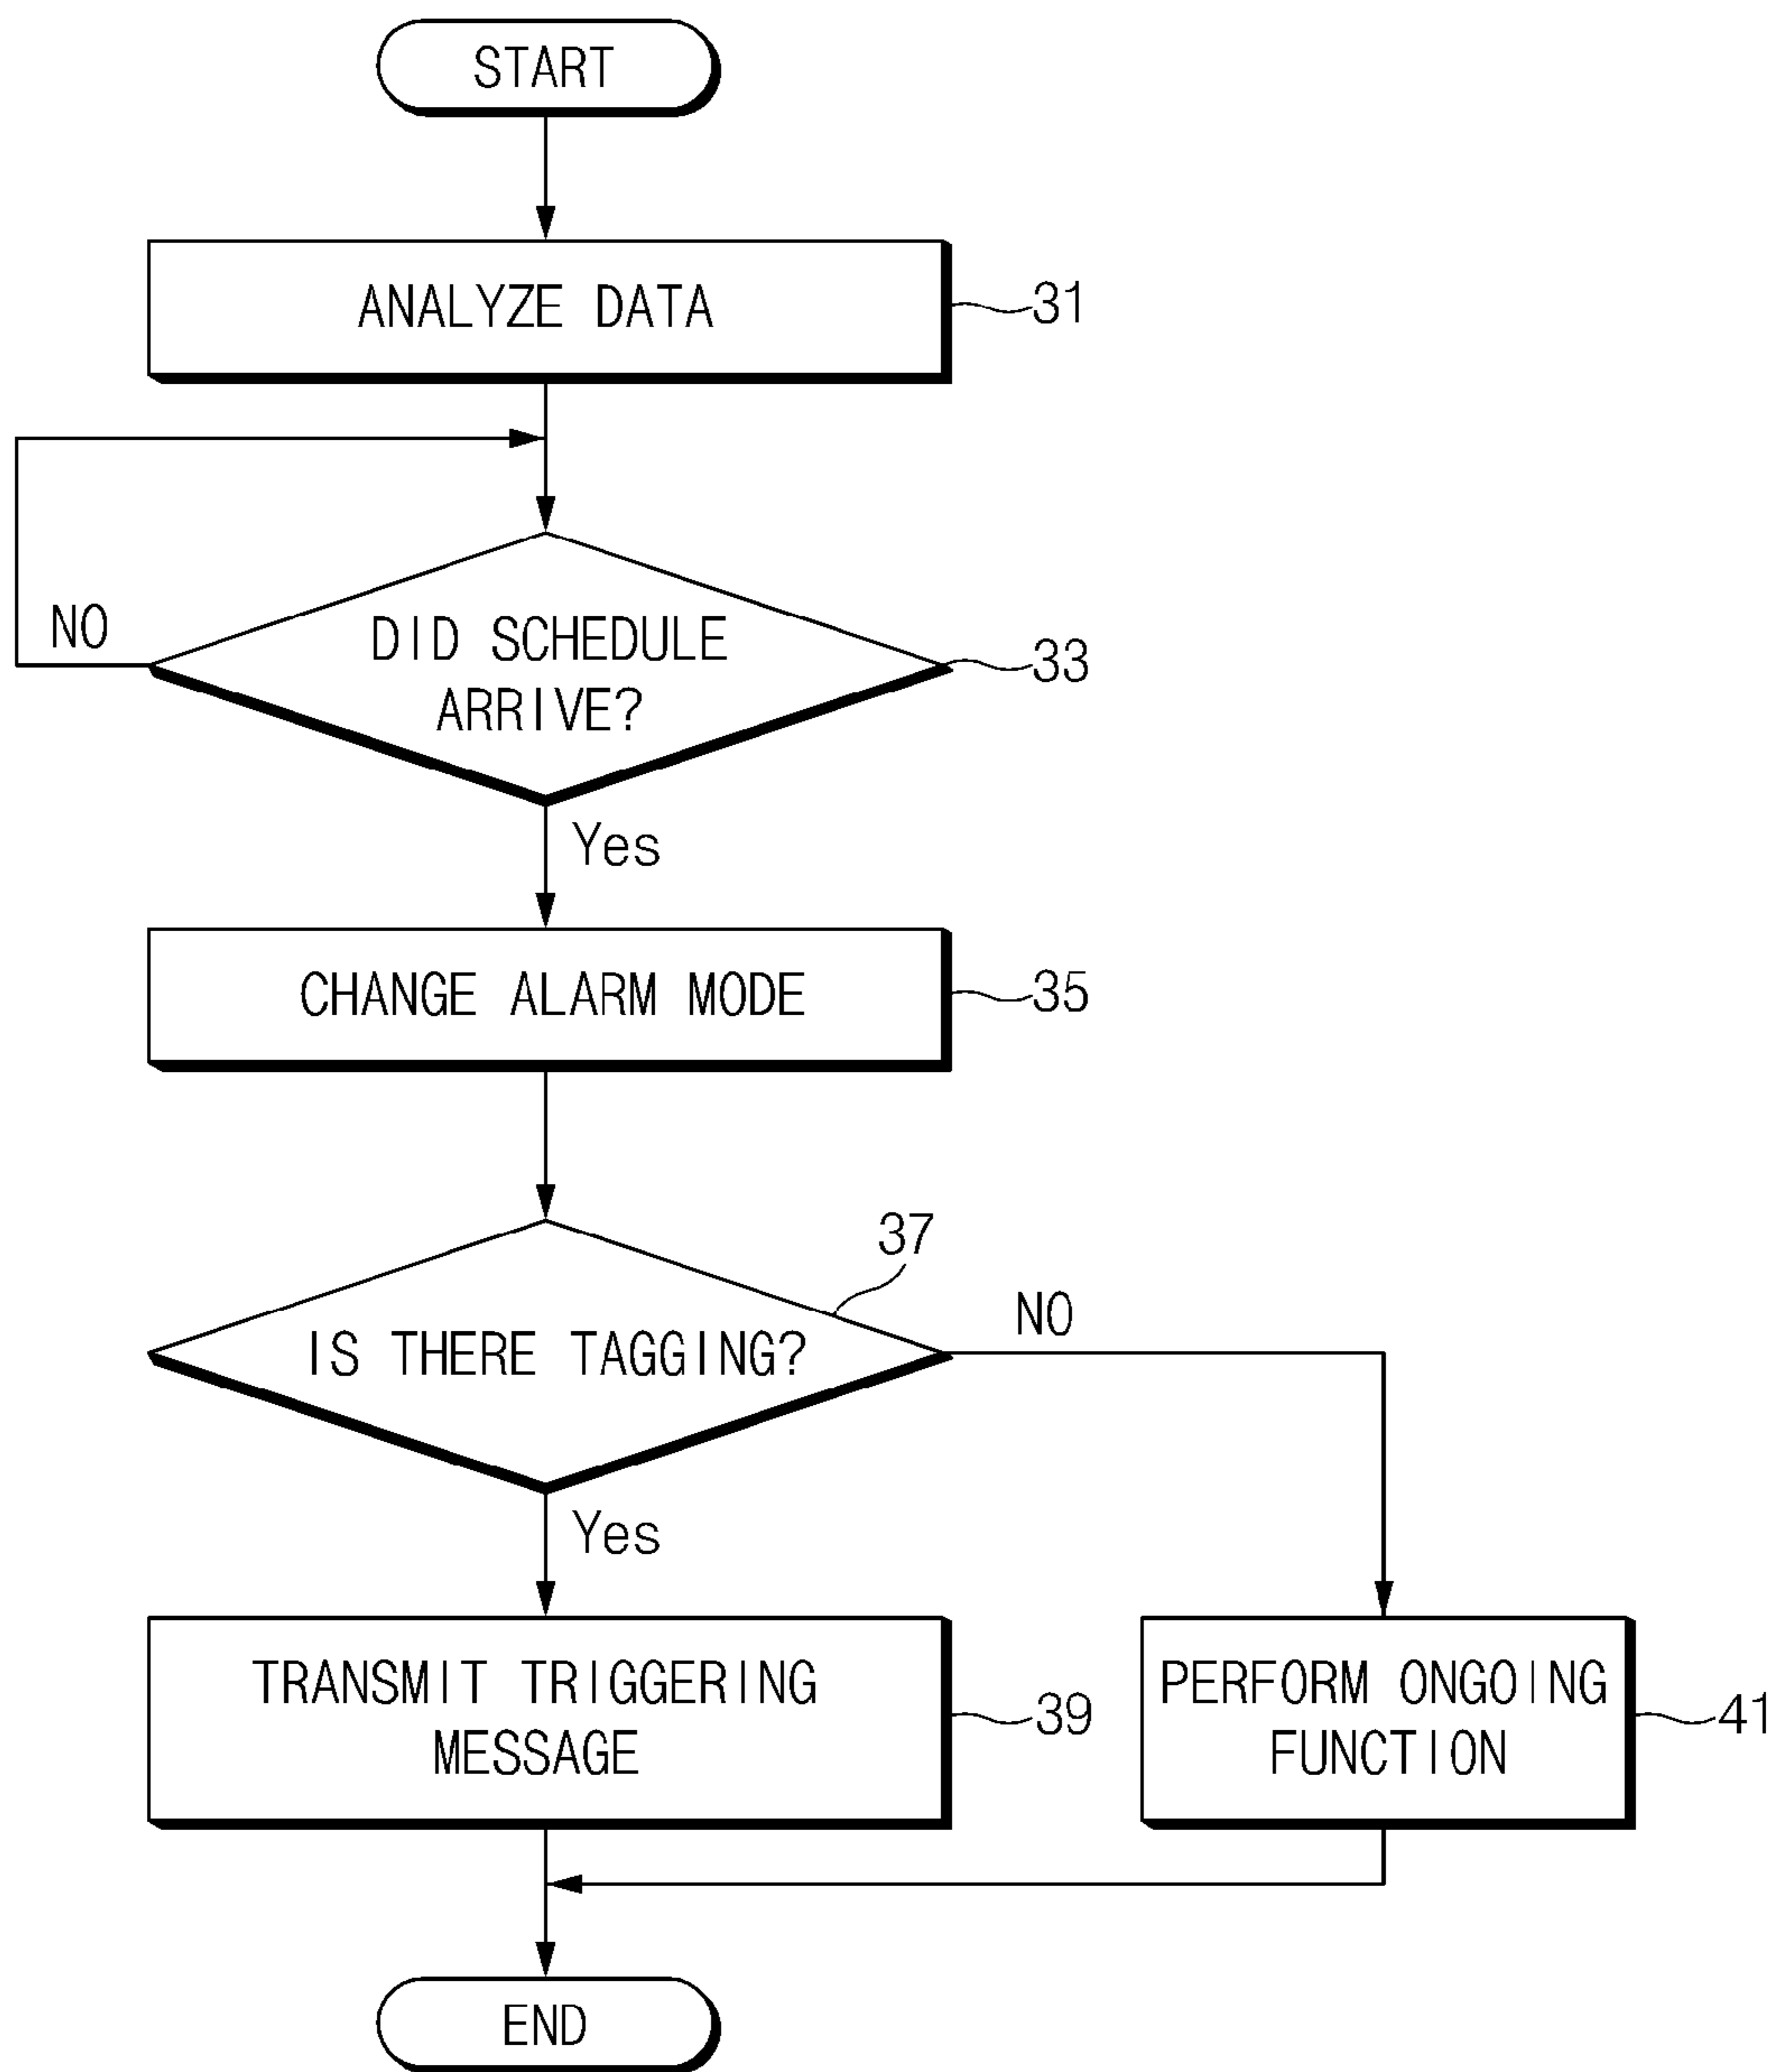 START
ANALYZE DATA
31
NO
DID SCHEDULE
ARRIVE?
33
Yes
CHANGE ALARM MODE
35
37
IS THERE TAGGING?
NO
Yes
TRANSMIT TRIGGERING
MESSAGE
39
PERFORM ONGOING
FUNCTION
41
END